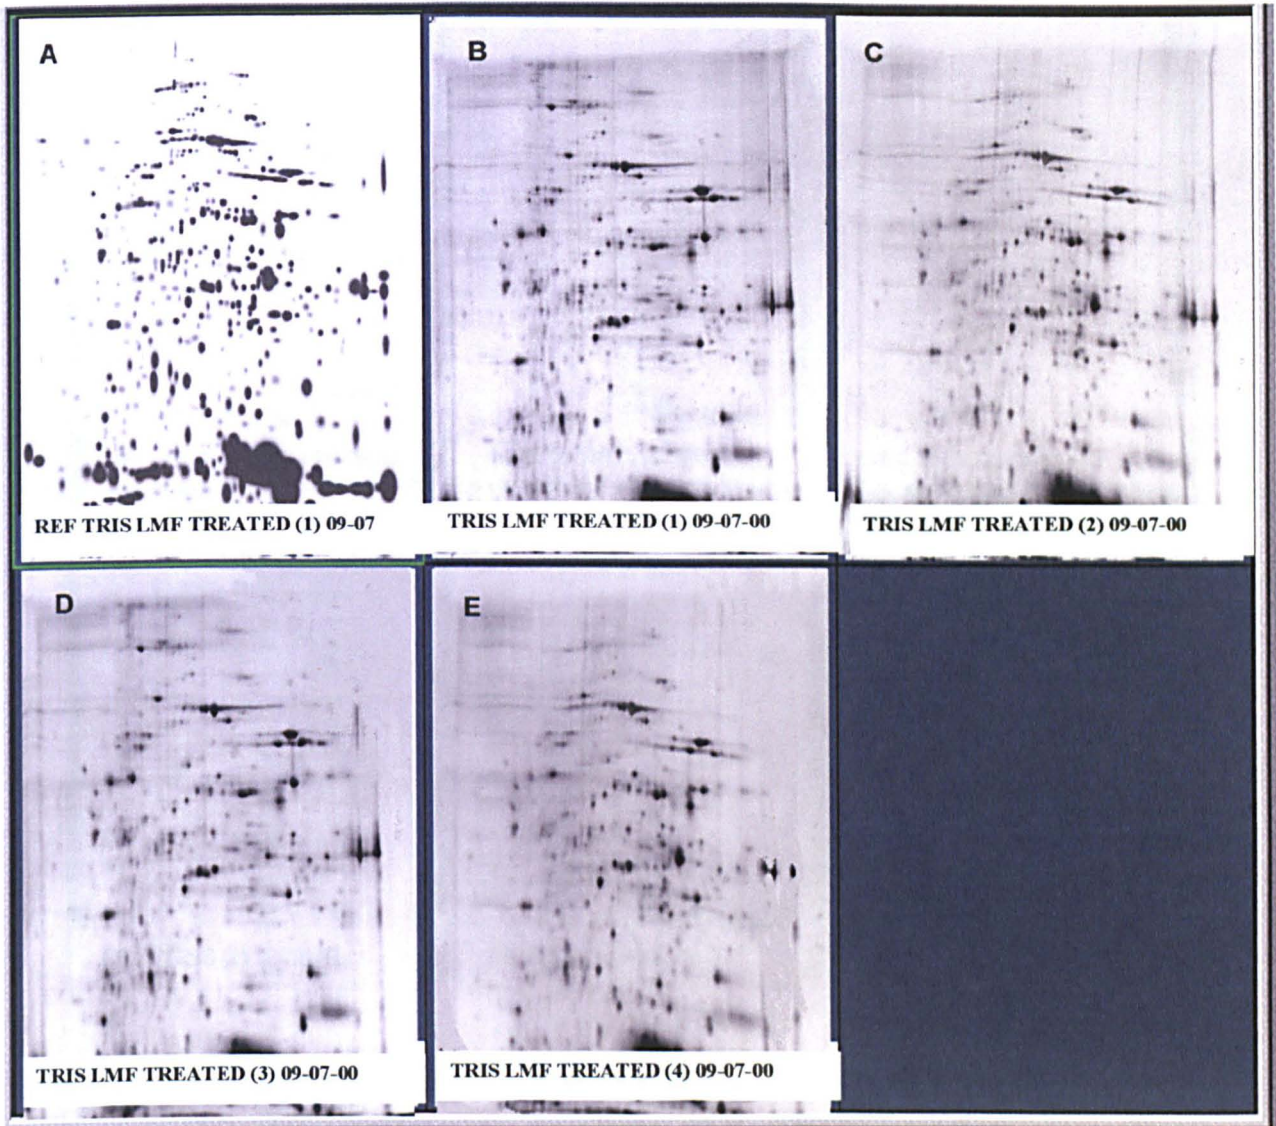 A
B
C
REF TRIS LMF TREATED (1) 09-07
TRIS LMF TREATED (1) 09-07-00
TRIS LMF TREATED (2) 09-07-00
D
E
TRIS LMF TREATED (3) 09-07-00
TRIS LMF TREATED (4) 09-07-00